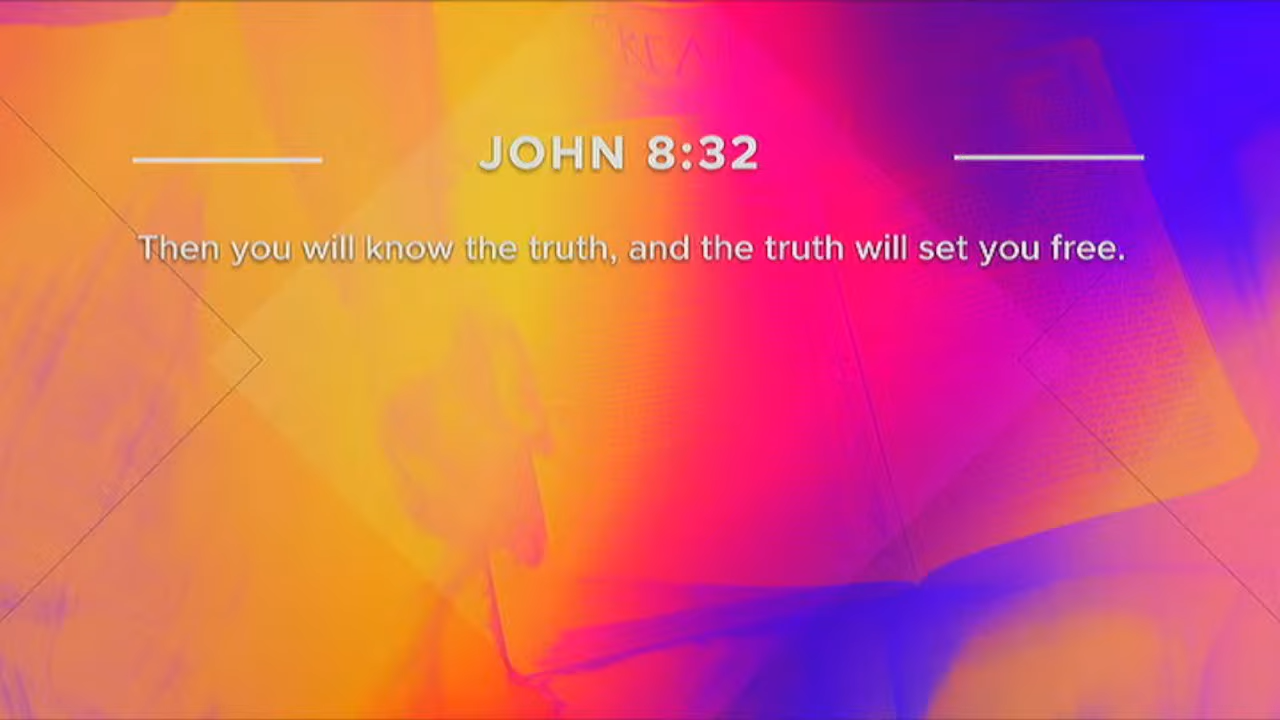 JOHN 8:32
Then you will know the truth, and the truth will set you free.